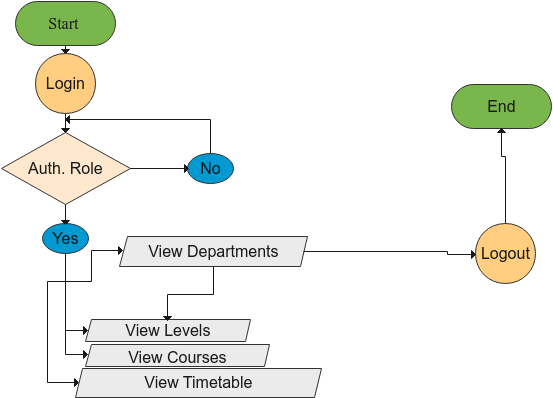 Start
Login
Auth. Role
No
Yes
View Departments
View Levels
View Courses
View Timetable
Logout
End